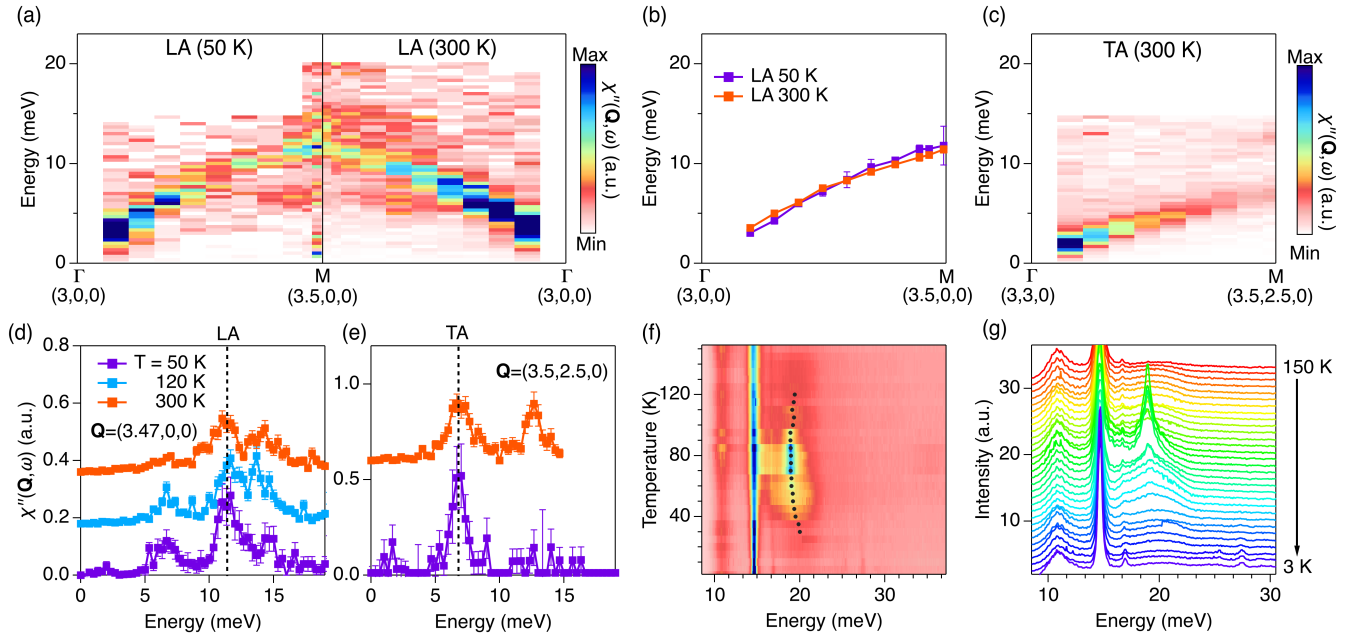 (a)
LA (50 K)
LA (300 K)
Energy (meV)
20
10
0
Γ
(3,0,0)
M
(3.5,0,0)
Γ
(3,0,0)
Max
χ''(Q,ω) (a.u.)
Min
(b)
LA 50 K
LA 300 K
Energy (meV)
20
10
0
Γ
(3,0,0)
M
(3.5,0,0)
(c)
TA (300 K)
Energy (meV)
20
10
0
Γ
(3,3,0)
M
(3.5,2.5,0)
Max
χ''(Q,ω) (a.u.)
Min
(d)
LA
T = 50 K
120 K
300 K
Q=(3.47,0,0)
χ''(Q,ω) (a.u.)
0.8
0.6
0.4
0.2
0.0
0 5 10 15
Energy (meV)
(e)
TA
Q=(3.5,2.5,0)
1.0
0.5
0.0
0 5 10 15
Energy (meV)
(f)
Temperature (K)
120
80
40
10 20 30
Energy (meV)
(g)
Intensity (a.u.)
30
20
10
150 K
3 K
10 15 20 25 30
Energy (meV)